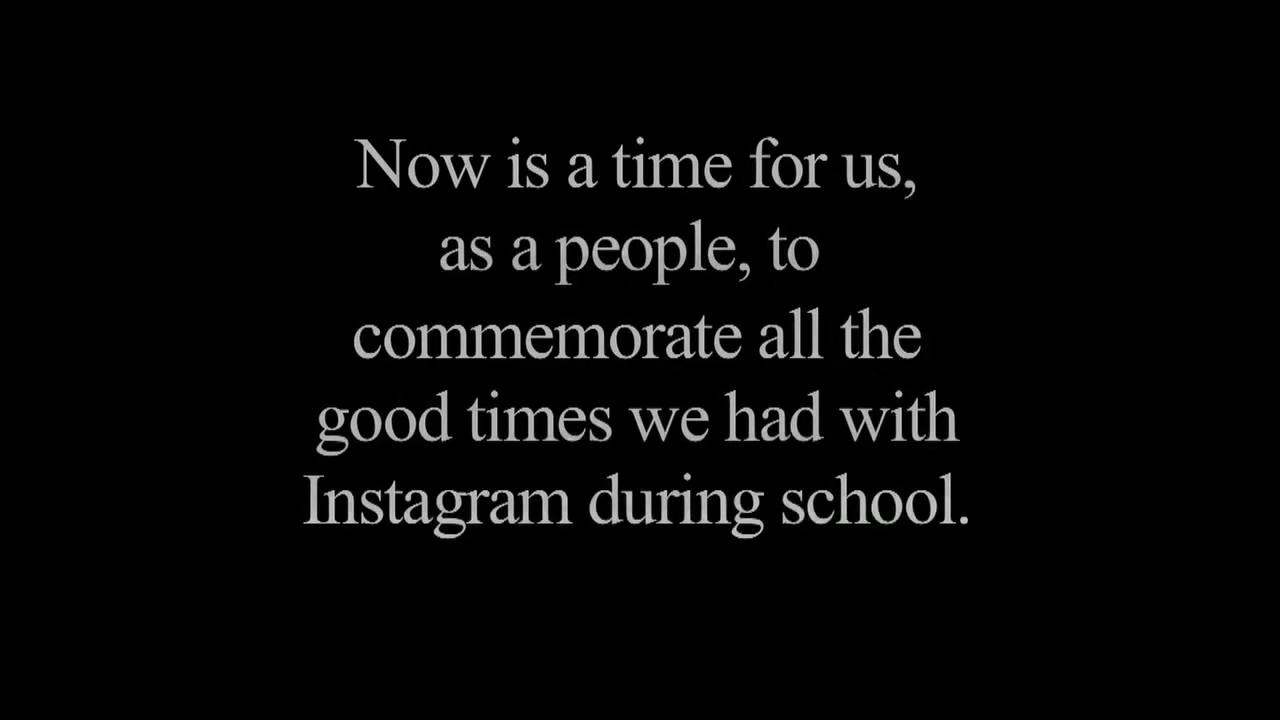 Now is a time for us,
as a people, to
commemorate all the
good times we had with
Instagram during school.